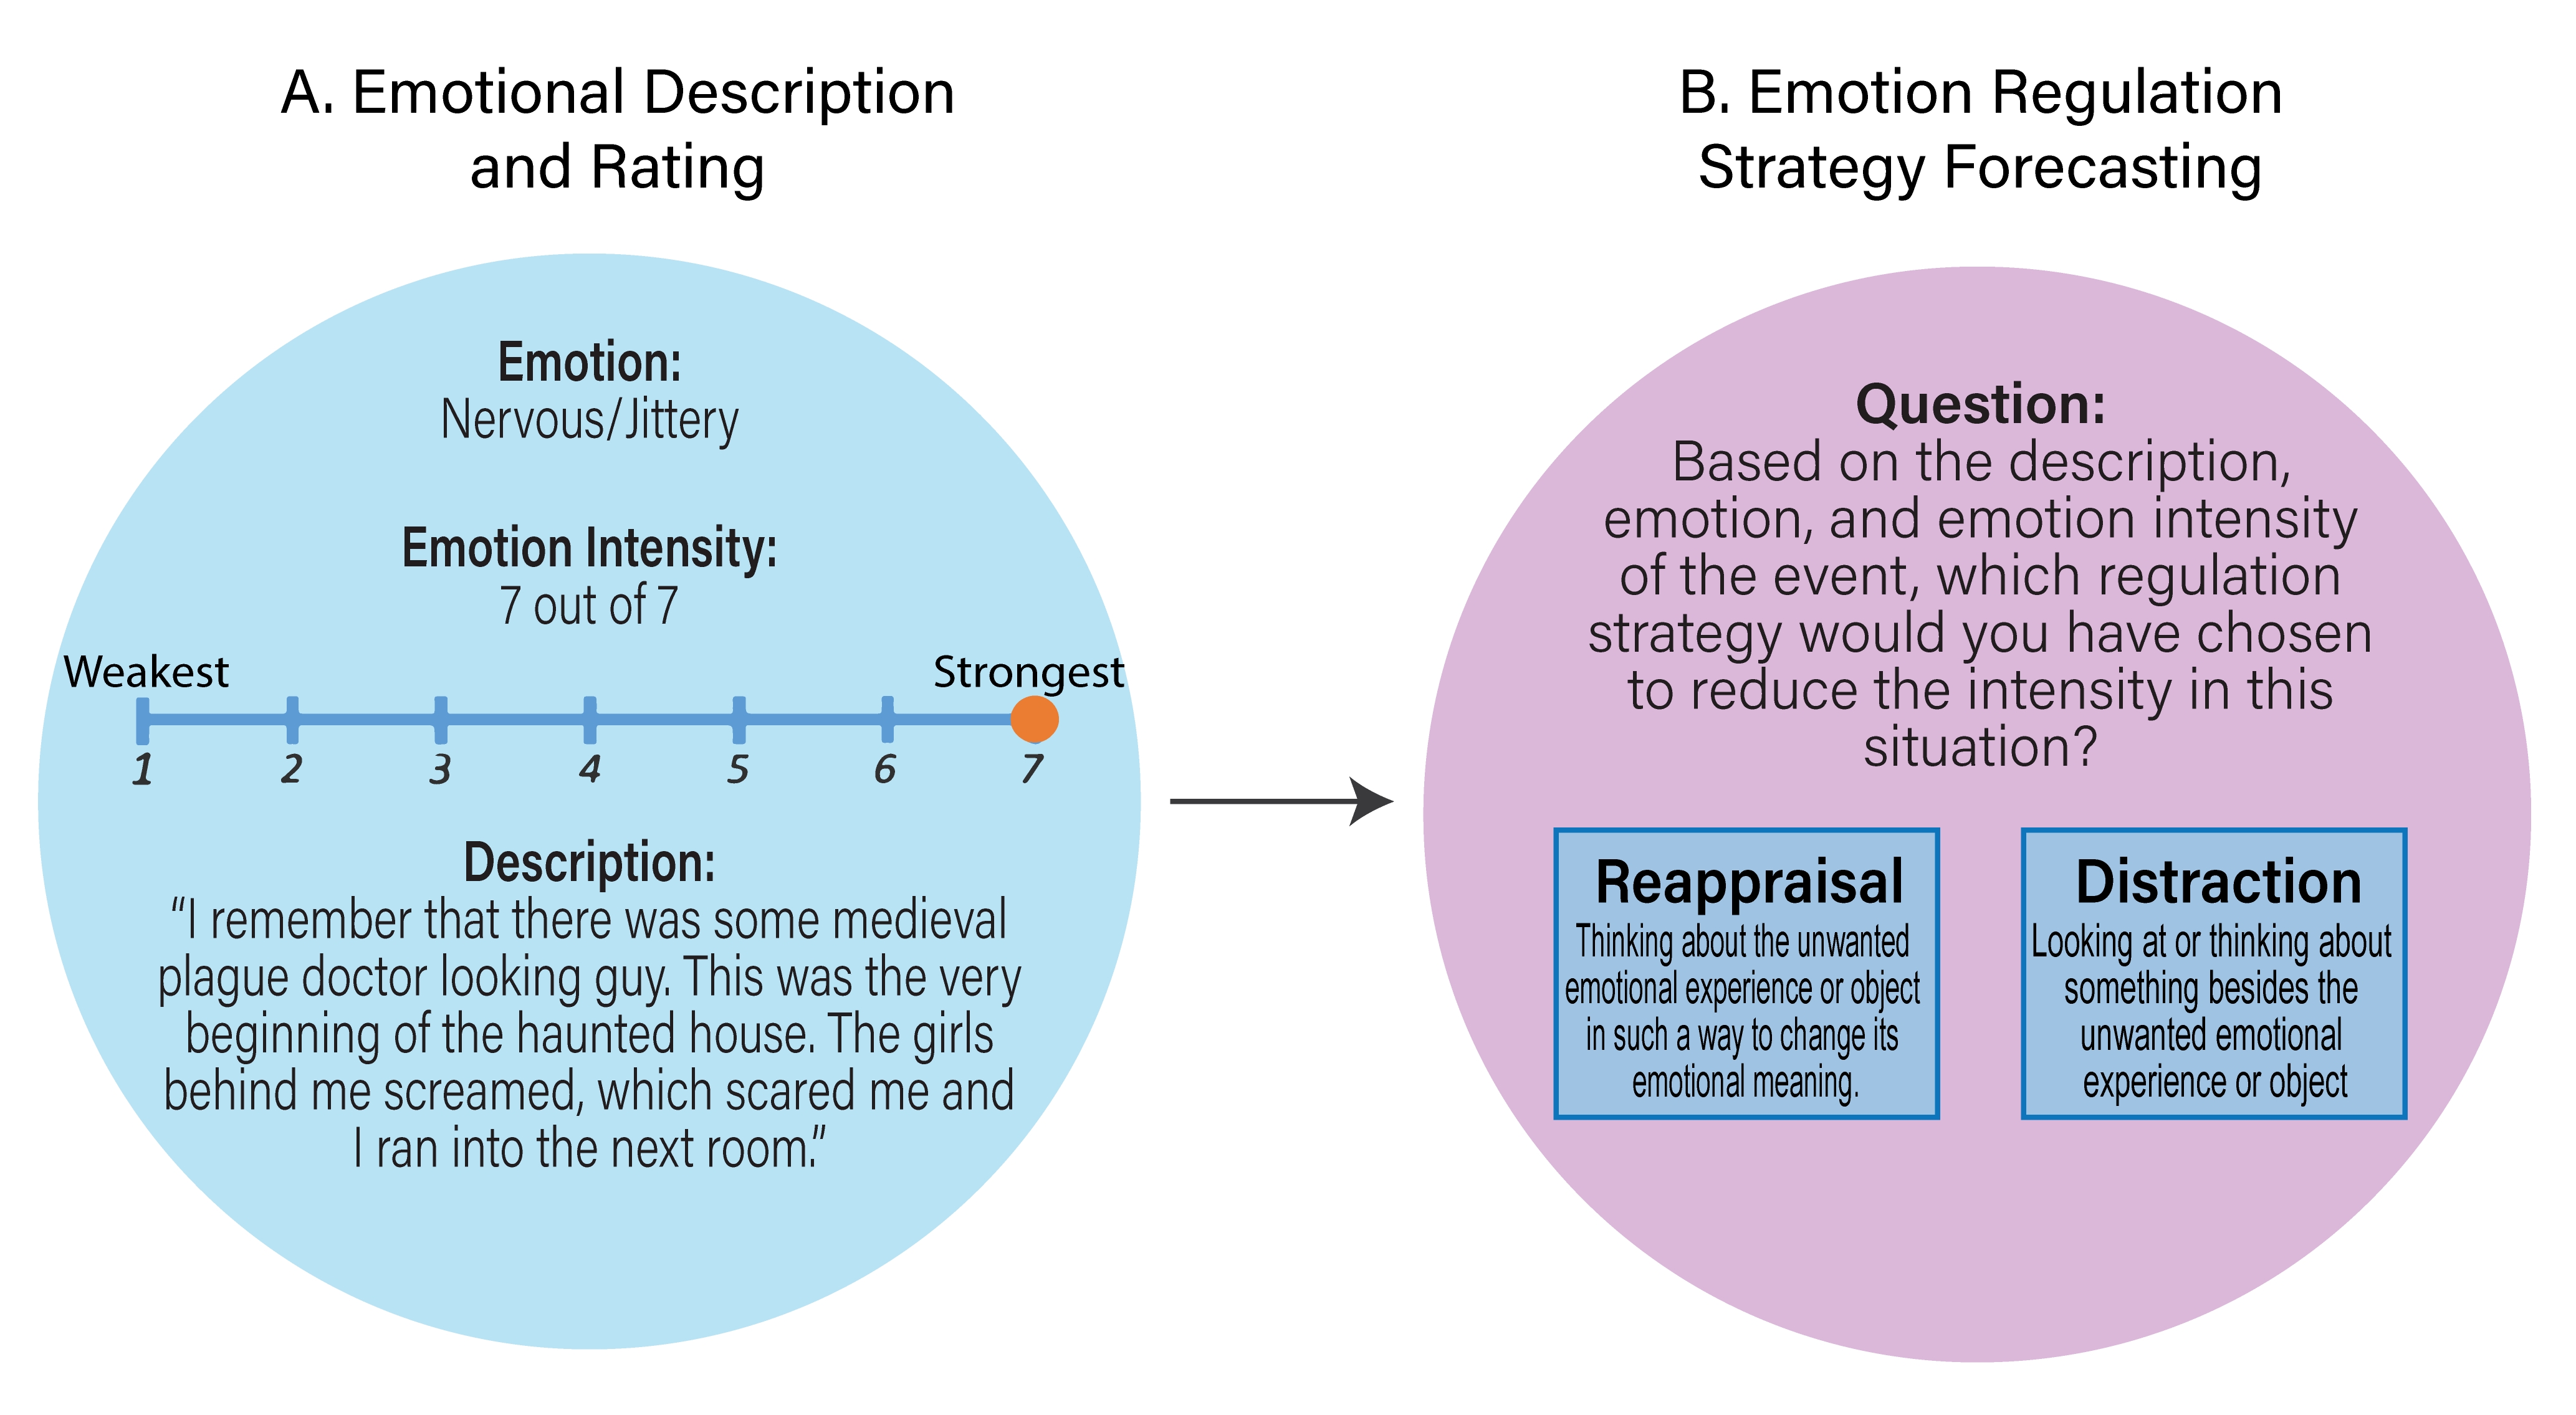 A. Emotional Description
and Rating
Emotion:
Nervous/Jittery
Emotion Intensity:
7 out of 7
Weakest Strongest
1 2 3 4 5 6 7
Description:
“I remember that there was some medieval
plague doctor looking guy. This was the very
beginning of the haunted house. The girls
behind me screamed, which scared me and
I ran into the next room.”
B. Emotion Regulation
Strategy Forecasting
Question:
Based on the description,
emotion, and emotion intensity
of the event, which regulation
strategy would you have chosen
to reduce the intensity in this
situation?
Reappraisal
Thinking about the unwanted
emotional experience or object
in such a way to change its
emotional meaning.
Distraction
Looking at or thinking about
something besides the
unwanted emotional
experience or object